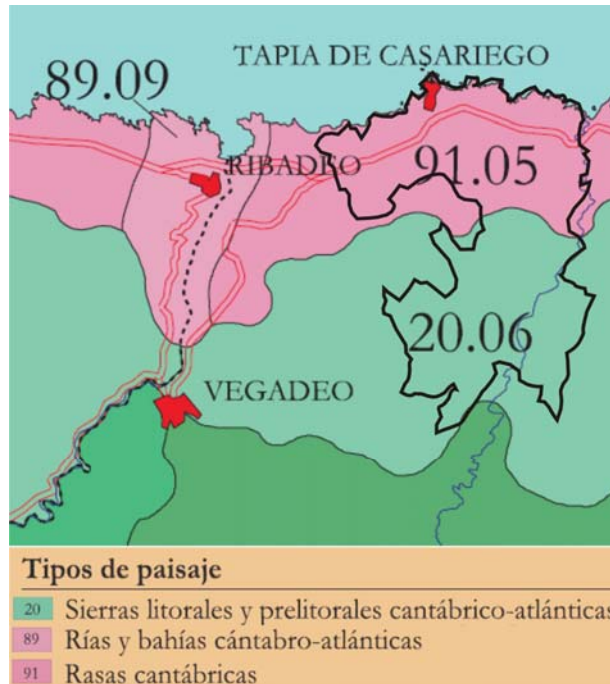 TAPIA DE CASARIEGO
89.09
RIBADEO
91.05
20.06
VEGADEO
Tipos de paisaje
20 Sierras litorales y prelitorales cantábrico-atlánticas
89 Rías y bahías cántabro-atlánticas
91 Rasas cantábricas